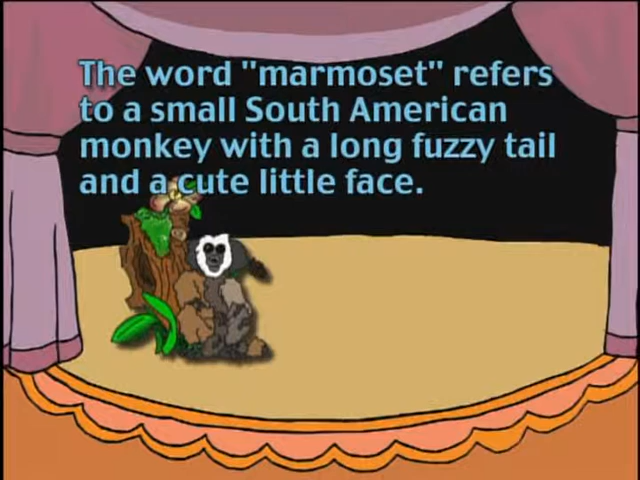 The word "marmoset" refers
to a small South American
monkey with a long fuzzy tail
and a cute little face.